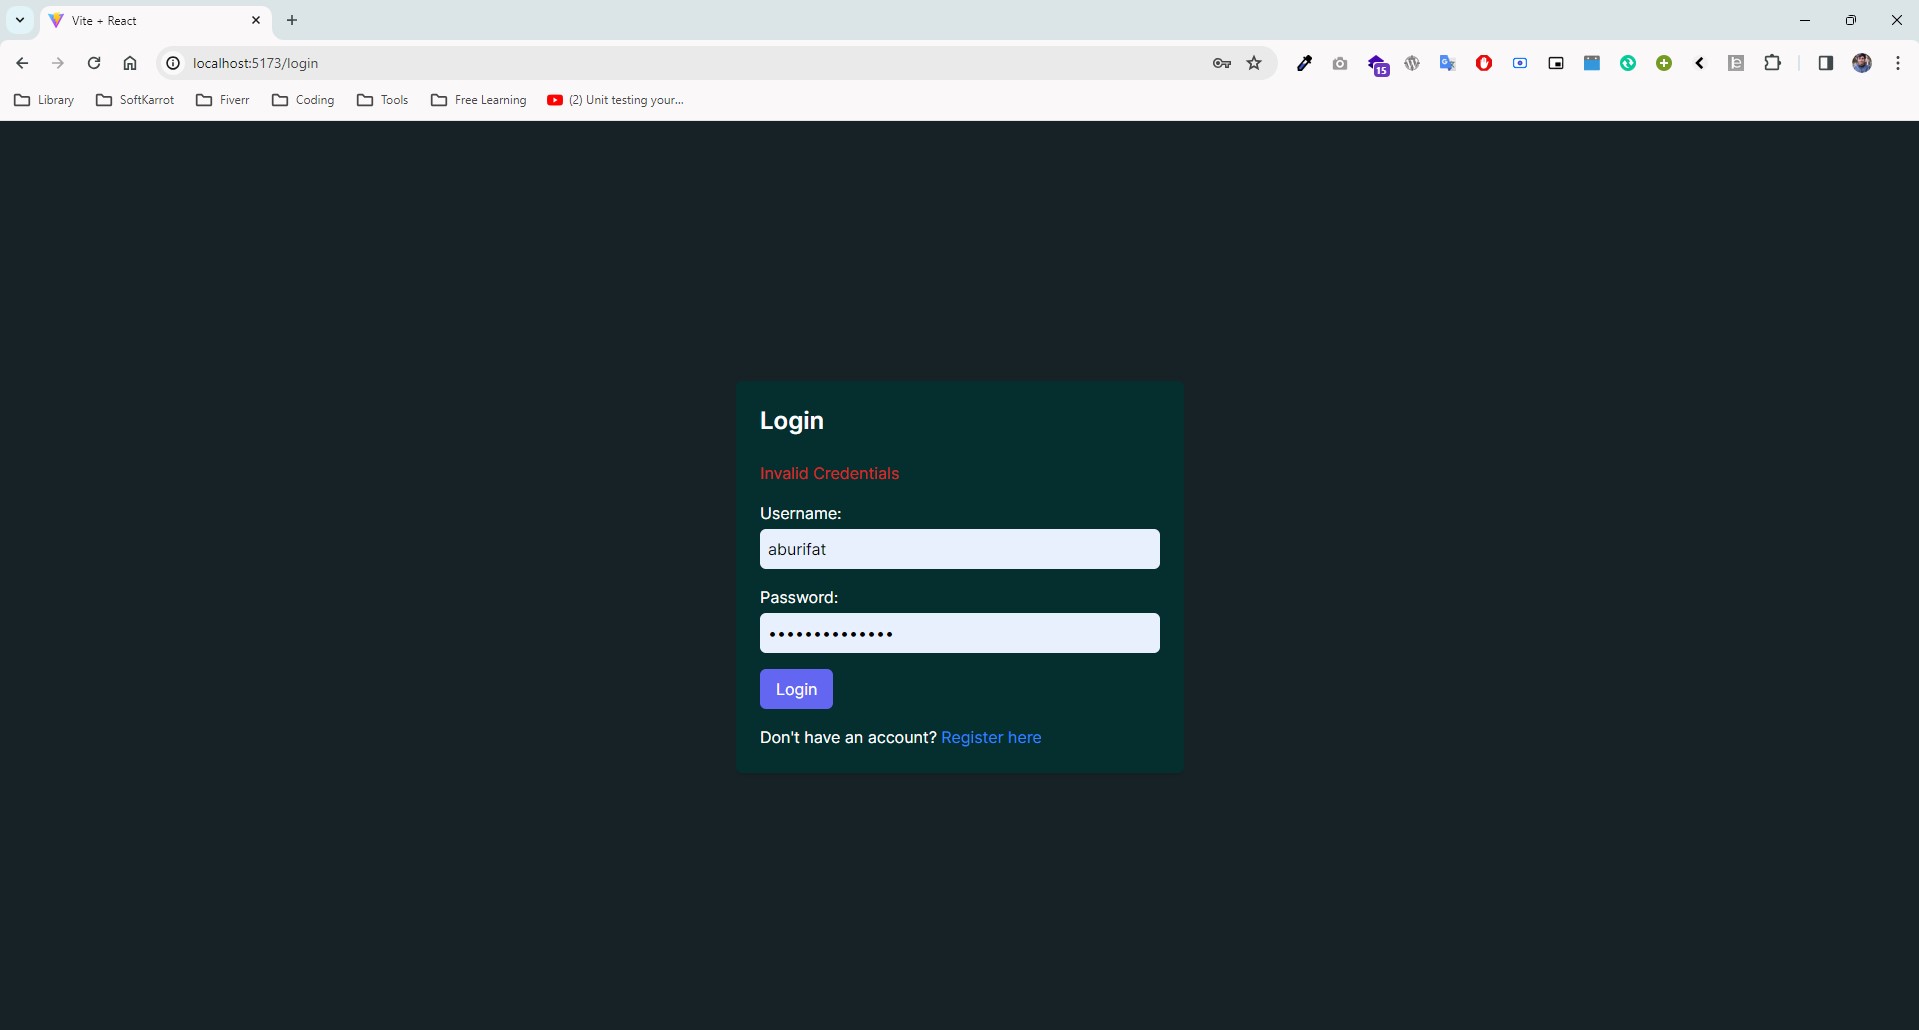 Vite + React
localhost:5173/login
15
Library
SoftKarrot
Fiverr
Coding
Tools
Free Learning
(2) Unit testing your...
Login
Invalid Credentials
Username:
aburifat
Password:
••••••••••••••
Login
Don't have an account? Register here